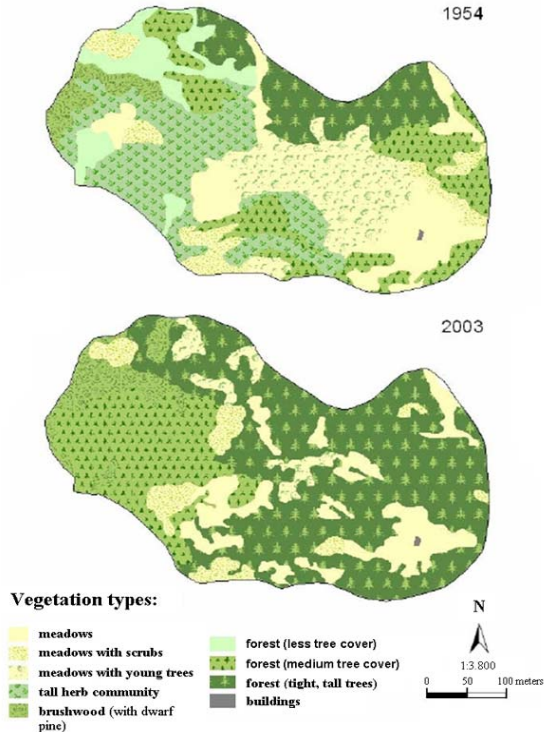 1954
2003
Vegetation types:
meadows
meadows with scrubs
meadows with young trees
tall herb community
brushwood (with dwarf
pine)
forest (less tree cover)
forest (medium tree cover)
forest (tight, tall trees)
buildings
N
1:3.800
0 50 100 meters